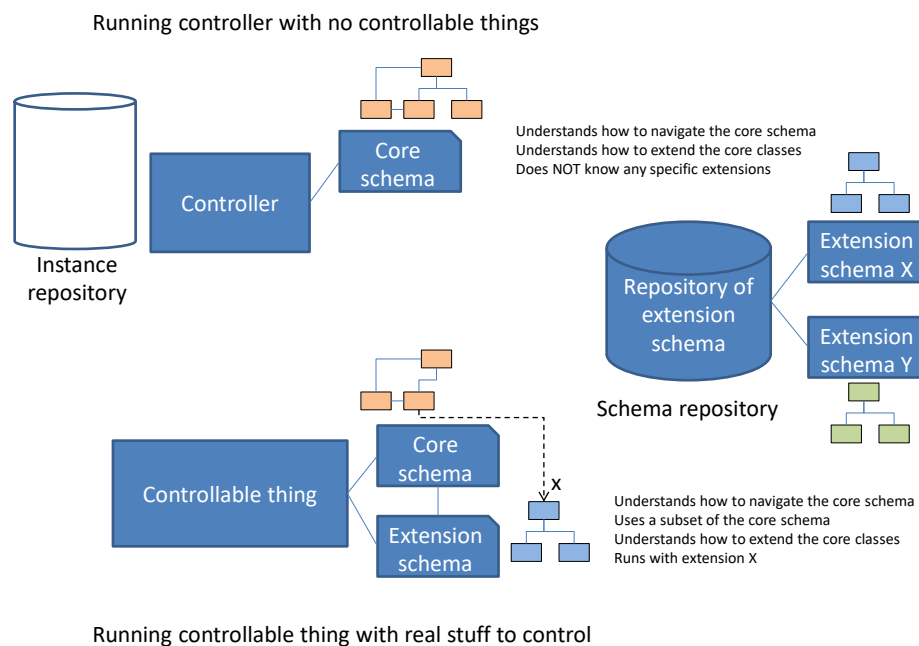 Running controller with no controllable things
Core
schema
Controller
Instance
repository
Understands how to navigate the core schema
Understands how to extend the core classes
Does NOT know any specific extensions
Extension
schema X
Repository of
extension
schema
Extension
schema Y
Schema repository
Core
schema
Controllable thing
Extension
schema
X
Understands how to navigate the core schema
Uses a subset of the core schema
Understands how to extend the core classes
Runs with extension X
Running controllable thing with real stuff to control